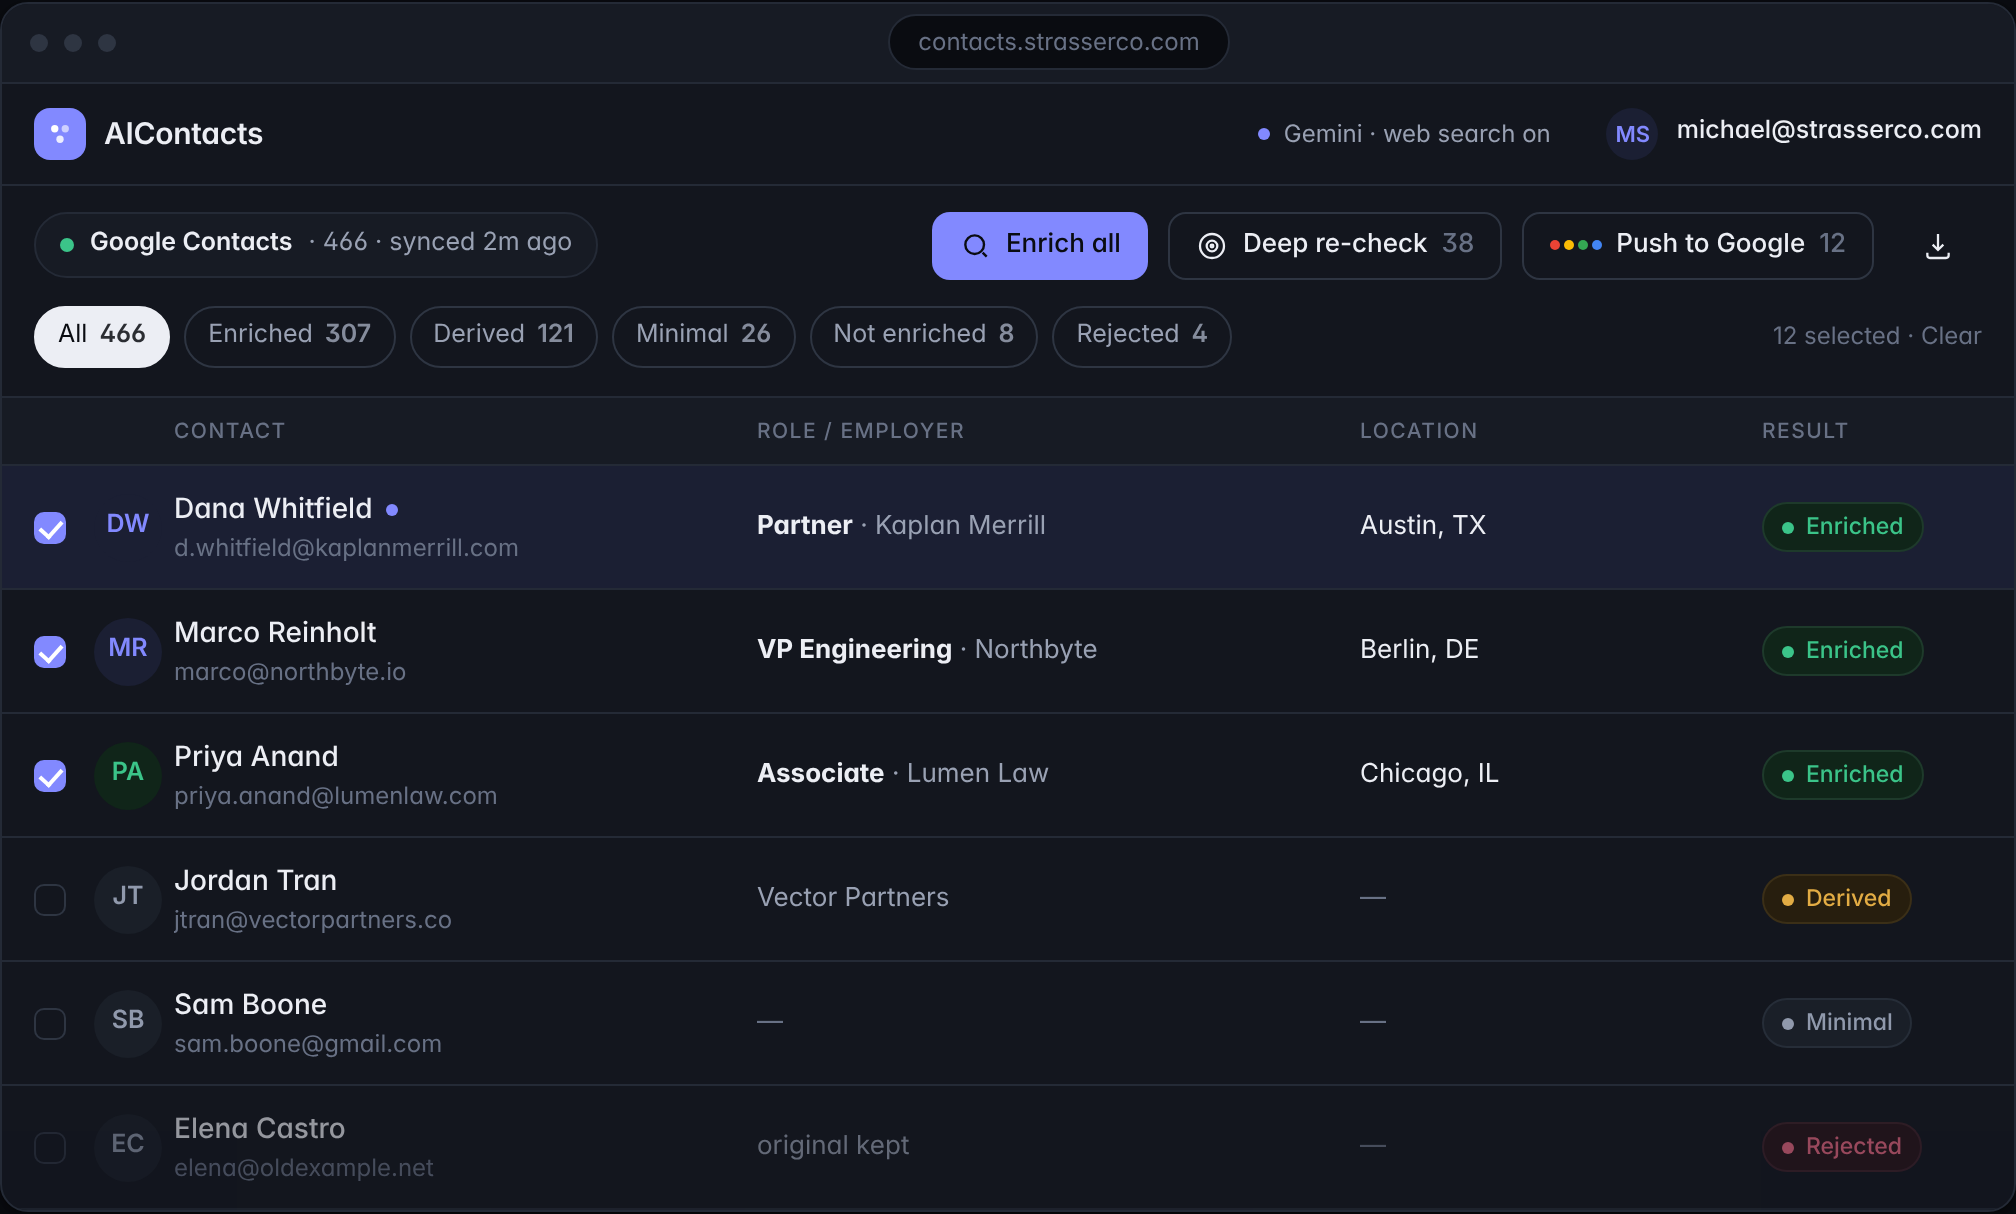 contacts.strasserco.com
AIContacts
Gemini · web search on
MS
michael@strasserco.com
Google Contacts · 466 · synced 2m ago
Enrich all
Deep re-check 38
Push to Google 12
All 466
Enriched 307
Derived 121
Minimal 26
Not enriched 8
Rejected 4
12 selected · Clear
CONTACT
ROLE / EMPLOYER
LOCATION
RESULT
DW
Dana Whitfield
d.whitfield@kaplanmerrill.com
Partner · Kaplan Merrill
Austin, TX
Enriched
MR
Marco Reinholt
marco@northbyte.io
VP Engineering · Northbyte
Berlin, DE
Enriched
PA
Priya Anand
priya.anand@lumenlaw.com
Associate · Lumen Law
Chicago, IL
Enriched
JT
Jordan Tran
jtran@vectorpartners.co
Vector Partners
—
Derived
SB
Sam Boone
sam.boone@gmail.com
—
—
Minimal
EC
Elena Castro
elena@oldexample.net
original kept
—
Rejected